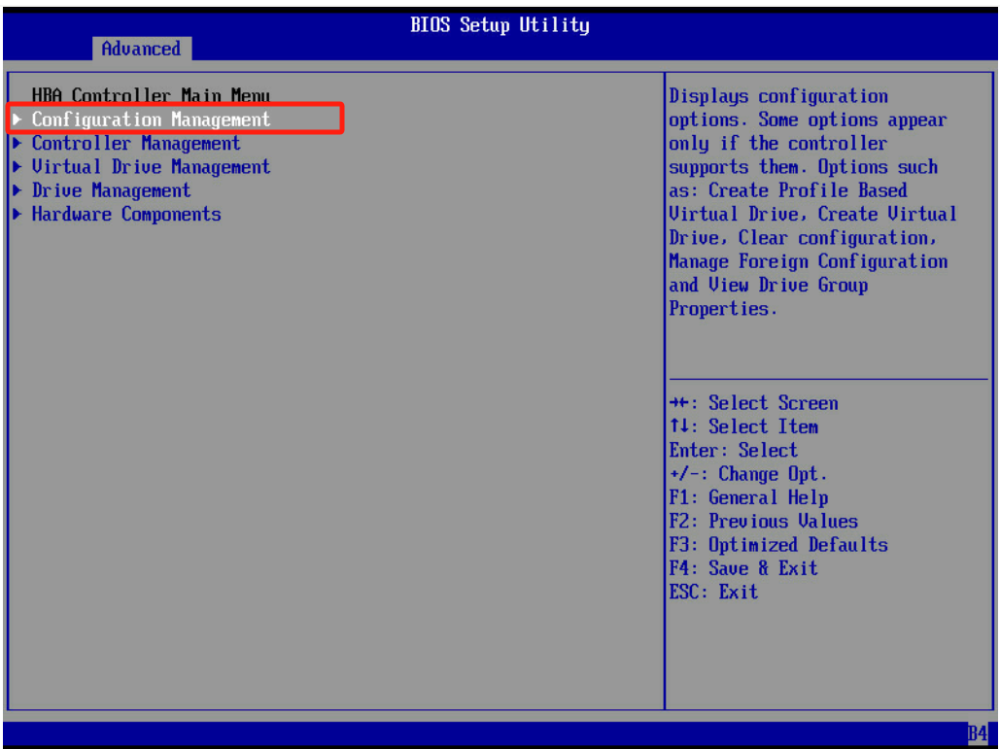 BIOS Setup Utility
Advanced
HBA Controller Main Menu
▶ Configuration Management
▶ Controller Management
▶ Virtual Drive Management
▶ Drive Management
▶ Hardware Components
Displays configuration
options. Some options appear
only if the controller
supports them. Options such
as: Create Profile Based
Virtual Drive, Create Virtual
Drive, Clear configuration,
Manage Foreign Configuration
and View Drive Group
Properties.
→←: Select Screen
↑↓: Select Item
Enter: Select
+/-: Change Opt.
F1: General Help
F2: Previous Values
F3: Optimized Defaults
F4: Save & Exit
ESC: Exit
B4